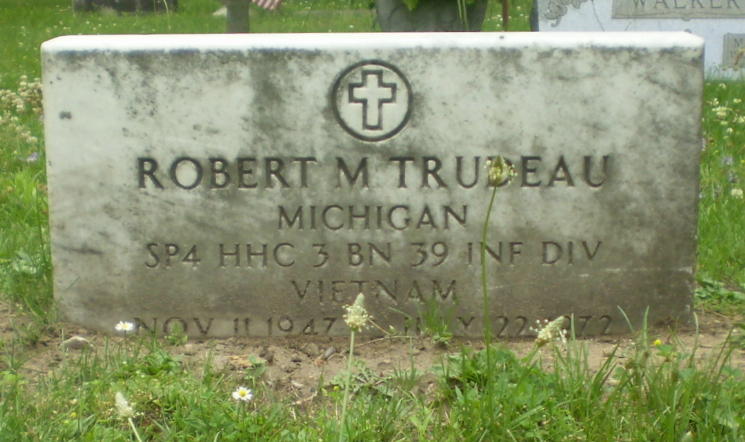 WALKER
ROBERT M TRUDEAU
MICHIGAN
SP4 HHC 3 BN 39 INF DIV
VIETNAM
NOV 11 1947 22